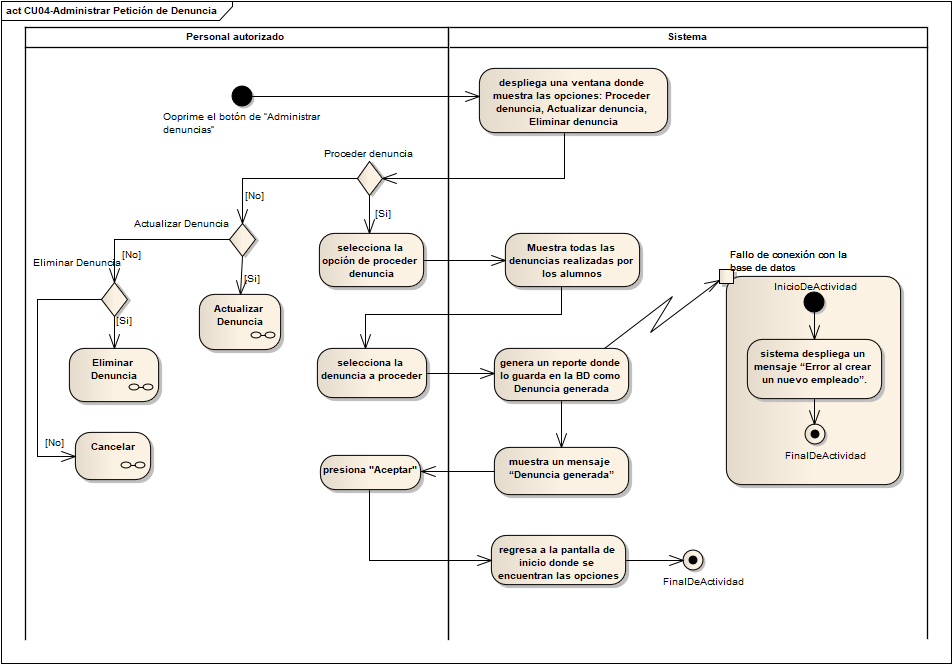 act CU04-Administrar Petición de Denuncia
Personal autorizado
Sistema
Ooprime el botón de "Administrar
denuncias"
despliega una ventana donde
muestra las opciones: Proceder
denuncia, Actualizar denuncia,
Eliminar denuncia
Proceder denuncia
[No]
[Si]
Actualizar Denuncia
[No]
[Si]
Eliminar Denuncia
[Si]
[No]
selecciona la
opción de proceder
denuncia
Muestra todas las
denuncias realizadas por
los alumnos
Actualizar
Denuncia
Eliminar
Denuncia
Cancelar
selecciona la
denuncia a proceder
genera un reporte donde
lo guarda en la BD como
Denuncia generada
Fallo de conexión con la
base de datos
InicioDeActividad
sistema despliega un
mensaje “Error al crear
un nuevo empleado”.
FinalDeActividad
presiona "Aceptar"
muestra un mensaje
“Denuncia generada”
regresa a la pantalla de
inicio donde se
encuentran las opciones
FinalDeActividad